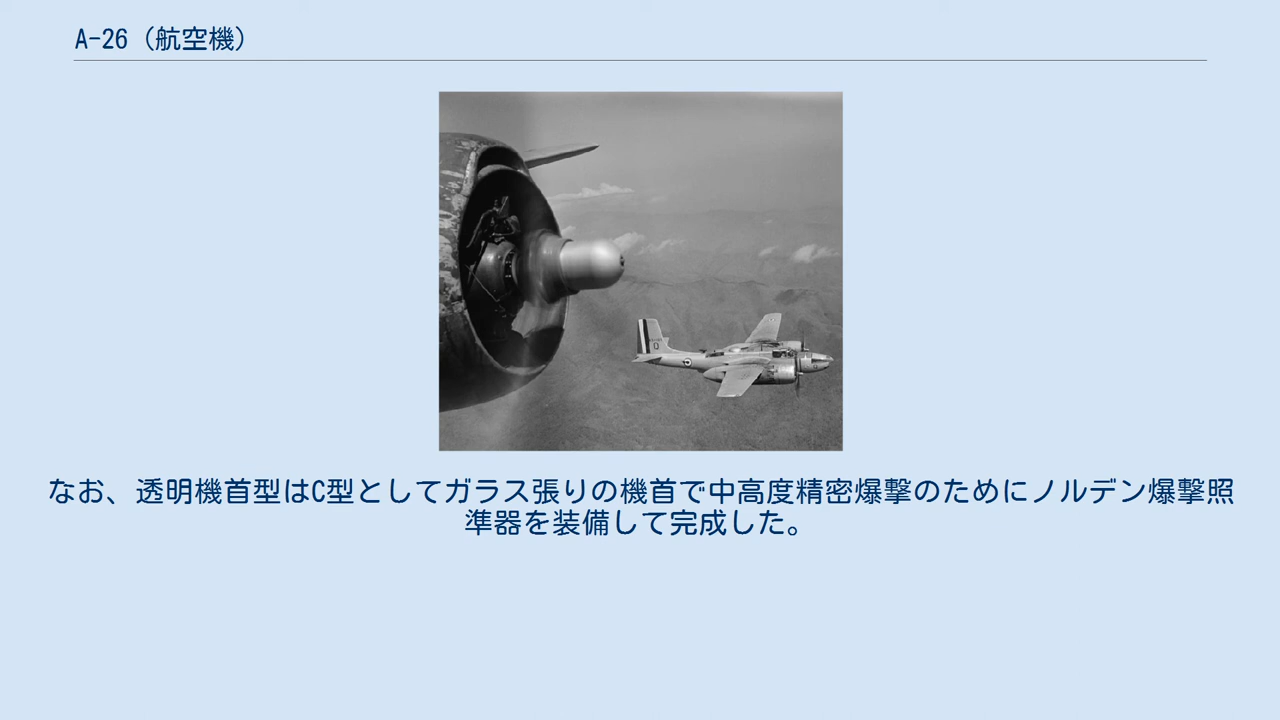 A-26（航空機）
なお、透明機首型はC型としてガラス張りの機首で中高度精密爆撃のためにノルデン爆撃照
準器を装備して完成した。